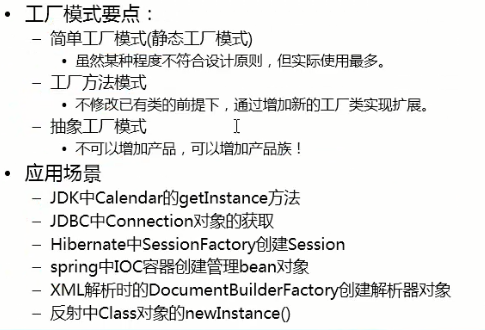 • 工厂模式要点：
– 简单工厂模式(静态工厂模式)
• 虽然某种程度不符合设计原则，但实际使用最多。
– 工厂方法模式
• 不修改已有类的前提下，通过增加新的工厂类实现扩展。
– 抽象工厂模式
• 不可以增加产品，可以增加产品族！
• 应用场景
– JDK中Calendar的getInstance方法
– JDBC中Connection对象的获取
– Hibernate中SessionFactory创建Session
– spring中IOC容器创建管理bean对象
– XML解析时的DocumentBuilderFactory创建解析器对象
– 反射中Class对象的newInstance()